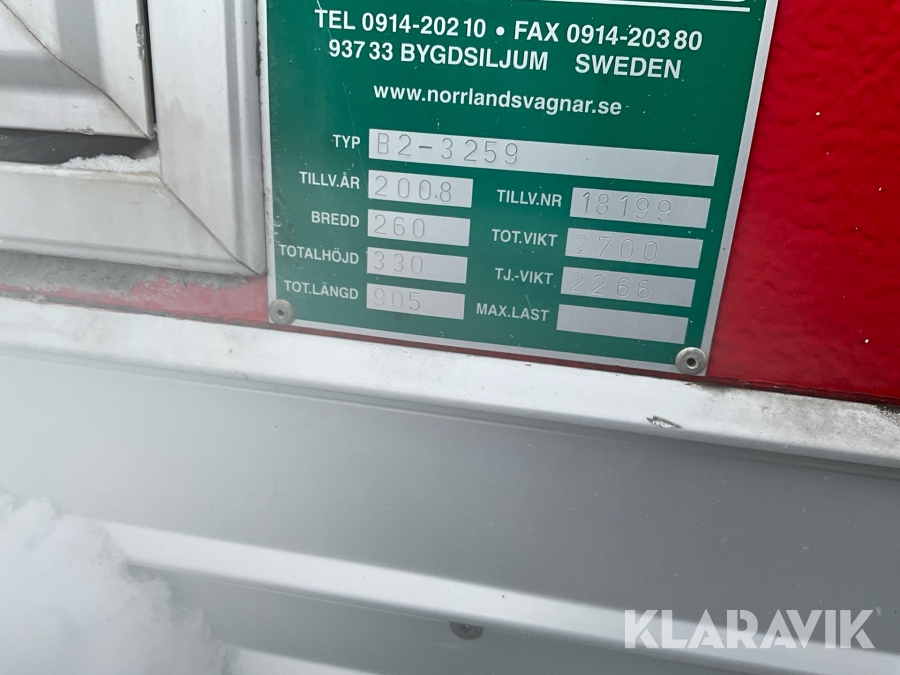 TEL 0914-202 10 • FAX 0914-203 80
937 33 BYGDSILJUM SWEDEN
www.norrlandsvagnar.se
TYP B2-3259
TILLV.ÅR 2008 TILLV.NR 18199
BREDD 260 TOT.VIKT 2700
TOTALHÖJD 330 TJ.-VIKT 2266
TOT.LÄNGD 905 MAX.LAST
KLARAVIK